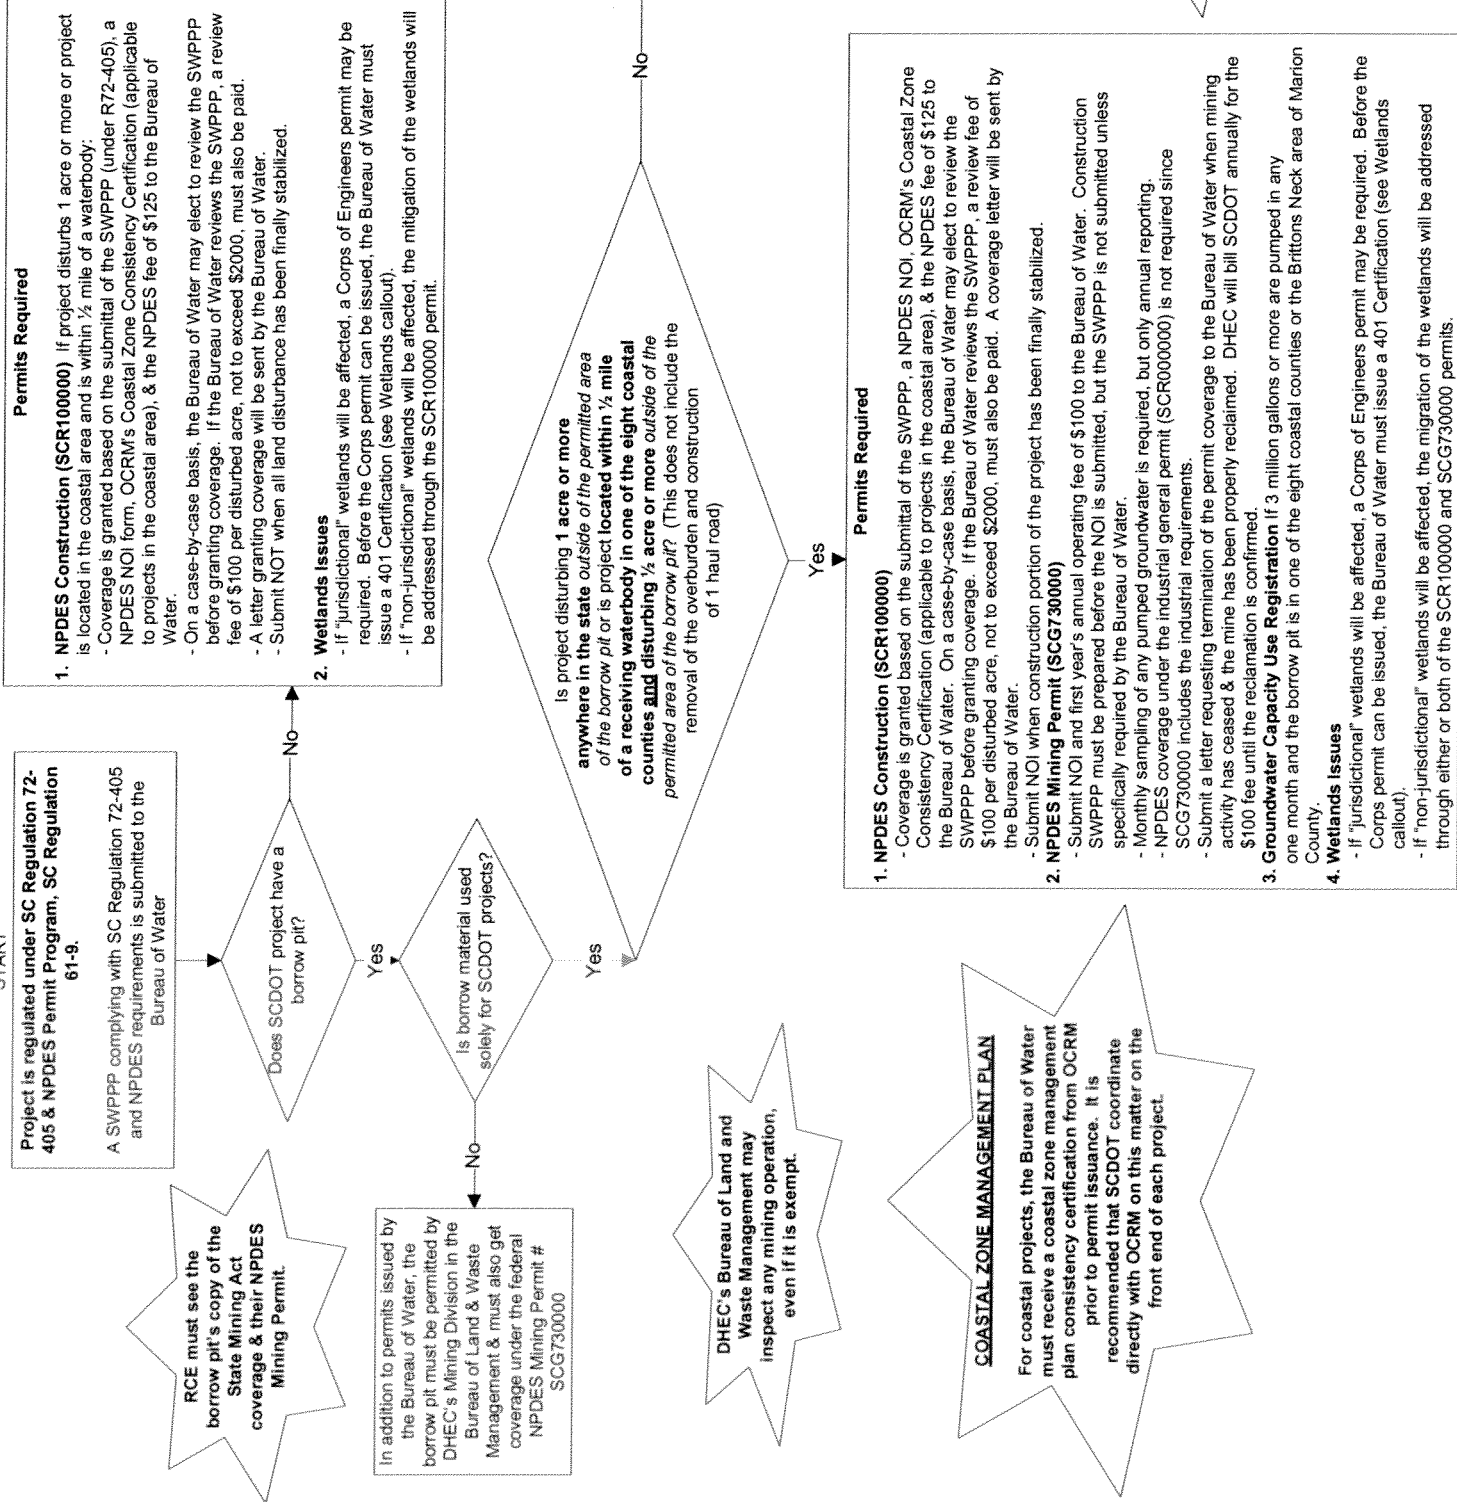 START
Project is regulated under SC Regulation 72-
405 & NPDES Permit Program, SC Regulation
61-9.
A SWPPP complying with SC Regulation 72-405
and NPDES requirements is submitted to the
Bureau of Water
Does SCDOT project have a
borrow pit?
No
Yes
Permits Required
1. NPDES Construction (SCR100000) If project disturbs 1 acre or more or project
is located in the coastal area and is within ½ mile of a waterbody:
- Coverage is granted based on the submittal of the SWPPP (under R72-405), a
NPDES NOI form, OCRM's Coastal Zone Consistency Certification (applicable
to projects in the coastal area), & the NPDES fee of $125 to the Bureau of
Water.
- On a case-by-case basis, the Bureau of Water may elect to review the SWPPP
before granting coverage. If the Bureau of Water reviews the SWPPP, a review
fee of $100 per disturbed acre, not to exceed $2000, must also be paid.
- A letter granting coverage will be sent by the Bureau of Water.
- Submit NOT when all land disturbance has been finally stabilized.
2. Wetlands Issues
- If "jurisdictional" wetlands will be affected, a Corps of Engineers permit may be
required. Before the Corps permit can be issued, the Bureau of Water must
issue a 401 Certification (see Wetlands callout).
- If "non-jurisdictional" wetlands will be affected, the mitigation of the wetlands will
be addressed through the SCR100000 permit.
RCE must see the
borrow pit's copy of the
State Mining Act
coverage & their NPDES
Mining Permit.
Is borrow material used
solely for SCDOT projects?
No
Yes
In addition to permits issued by
the Bureau of Water, the
borrow pit must be permitted by
DHEC's Mining Division in the
Bureau of Land & Waste
Management & must also get
coverage under the federal
NPDES Mining Permit #
SCG730000
Is project disturbing 1 acre or more
anywhere in the state outside of the permitted area
of the borrow pit or is project located within ½ mile
of a receiving waterbody in one of the eight coastal
counties and disturbing ½ acre or more outside of the
permitted area of the borrow pit? (This does not include the
removal of the overburden and construction
of 1 haul road)
No
Yes
DHEC's Bureau of Land and
Waste Management may
inspect any mining operation,
even if it is exempt.
COASTAL ZONE MANAGEMENT PLAN
For coastal projects, the Bureau of Water
must receive a coastal zone management
plan consistency certification from OCRM
prior to permit issuance. It is
recommended that SCDOT coordinate
directly with OCRM on this matter on the
front end of each project.
Permits Required
1. NPDES Construction (SCR100000)
- Coverage is granted based on the submittal of the SWPPP, a NPDES NOI, OCRM's Coastal Zone
Consistency Certification (applicable to projects in the coastal area), & the NPDES fee of $125 to
the Bureau of Water. On a case-by-case basis, the Bureau of Water may elect to review the
SWPPP before granting coverage. If the Bureau of Water reviews the SWPPP, a review fee of
$100 per disturbed acre, not to exceed $2000, must also be paid. A coverage letter will be sent by
the Bureau of Water.
- Submit NOI when construction portion of the project has been finally stabilized.
2. NPDES Mining Permit (SCG730000)
- Submit NOI and first year's annual operating fee of $100 to the Bureau of Water. Construction
SWPPP must be prepared before the NOI is submitted, but the SWPPP is not submitted unless
specifically required by the Bureau of Water.
- Monthly sampling of any pumped groundwater is required, but only annual reporting.
- NPDES coverage under the industrial general permit (SCR000000) is not required since
SCG730000 includes the industrial requirements.
- Submit a letter requesting termination of the permit coverage to the Bureau of Water when mining
activity has ceased & the mine has been properly reclaimed. DHEC will bill SCDOT annually for the
$100 fee until the reclamation is confirmed.
3. Groundwater Capacity Use Registration If 3 million gallons or more are pumped in any
one month and the borrow pit is in one of the eight coastal counties or the Brittons Neck area of Marion
County.
4. Wetlands Issues
- If "jurisdictional" wetlands will be affected, a Corps of Engineers permit may be required. Before the
Corps permit can be issued, the Bureau of Water must issue a 401 Certification (see Wetlands
callout).
- If "non-jurisdictional" wetlands will be affected, the migration of the wetlands will be addressed
through either or both of the SCR100000 and SCG730000 permits.